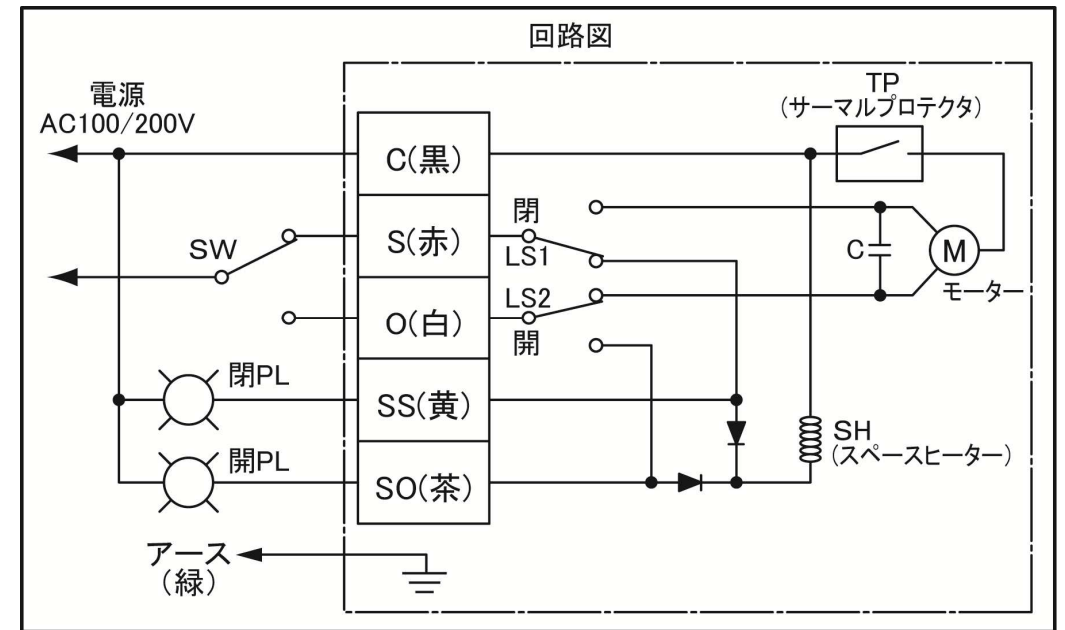 回路図
電源
AC100/200V
TP
(サーマルプロテクタ)
C(黒)
S(赤)
O(白)
SS(黄)
SO(茶)
SW
閉
LS1
LS2
開
C
M
モーター
閉PL
開PL
SH
(スペースヒーター)
アース
(緑)